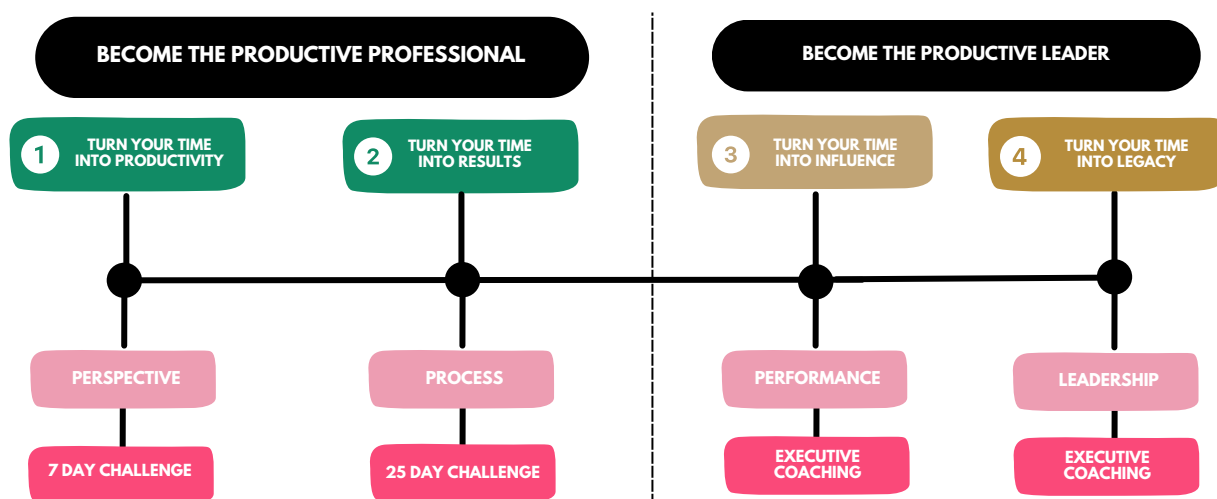 BECOME THE PRODUCTIVE PROFESSIONAL
BECOME THE PRODUCTIVE LEADER
1
TURN YOUR TIME
INTO PRODUCTIVITY
2
TURN YOUR TIME
INTO RESULTS
3
TURN YOUR TIME
INTO INFLUENCE
4
TURN YOUR TIME
INTO LEGACY
PERSPECTIVE
PROCESS
PERFORMANCE
LEADERSHIP
7 DAY CHALLENGE
25 DAY CHALLENGE
EXECUTIVE
COACHING
EXECUTIVE
COACHING